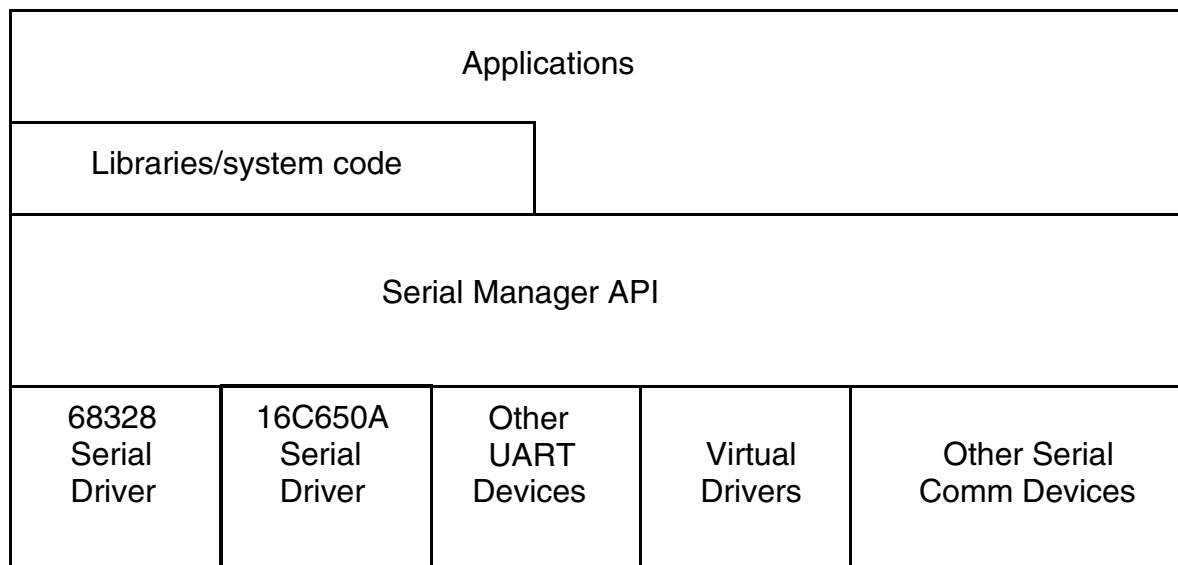 Applications
Libraries/system code
Serial Manager API
68328
Serial
Driver
16C650A
Serial
Driver
Other
UART
Devices
Virtual
Drivers
Other Serial
Comm Devices